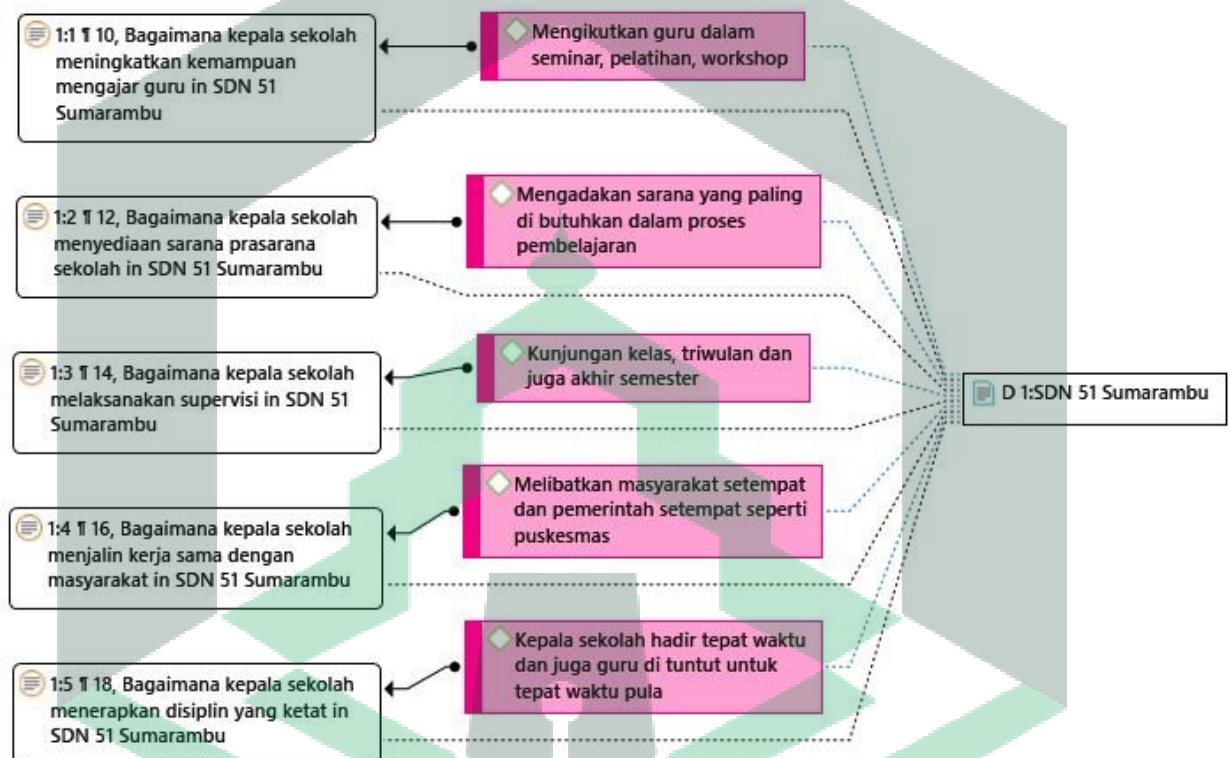 1:1 ¶ 10, Bagaimana kepala sekolah
meningkatkan kemampuan
mengajar guru in SDN 51
Sumarambu
Mengikutkan guru dalam
seminar, pelatihan, workshop
1:2 ¶ 12, Bagaimana kepala sekolah
menyediaan sarana prasarana
sekolah in SDN 51 Sumarambu
Mengadakan sarana yang paling
di butuhkan dalam proses
pembelajaran
1:3 ¶ 14, Bagaimana kepala sekolah
melaksanakan supervisi in SDN 51
Sumarambu
Kunjungan kelas, triwulan dan
juga akhir semester
D 1:SDN 51 Sumarambu
1:4 ¶ 16, Bagaimana kepala sekolah
menjalin kerja sama dengan
masyarakat in SDN 51 Sumarambu
Melibatkan masyarakat setempat
dan pemerintah setempat seperti
puskesmas
1:5 ¶ 18, Bagaimana kepala sekolah
menerapkan disiplin yang ketat in
SDN 51 Sumarambu
Kepala sekolah hadir tepat waktu
dan juga guru di tuntut untuk
tepat waktu pula